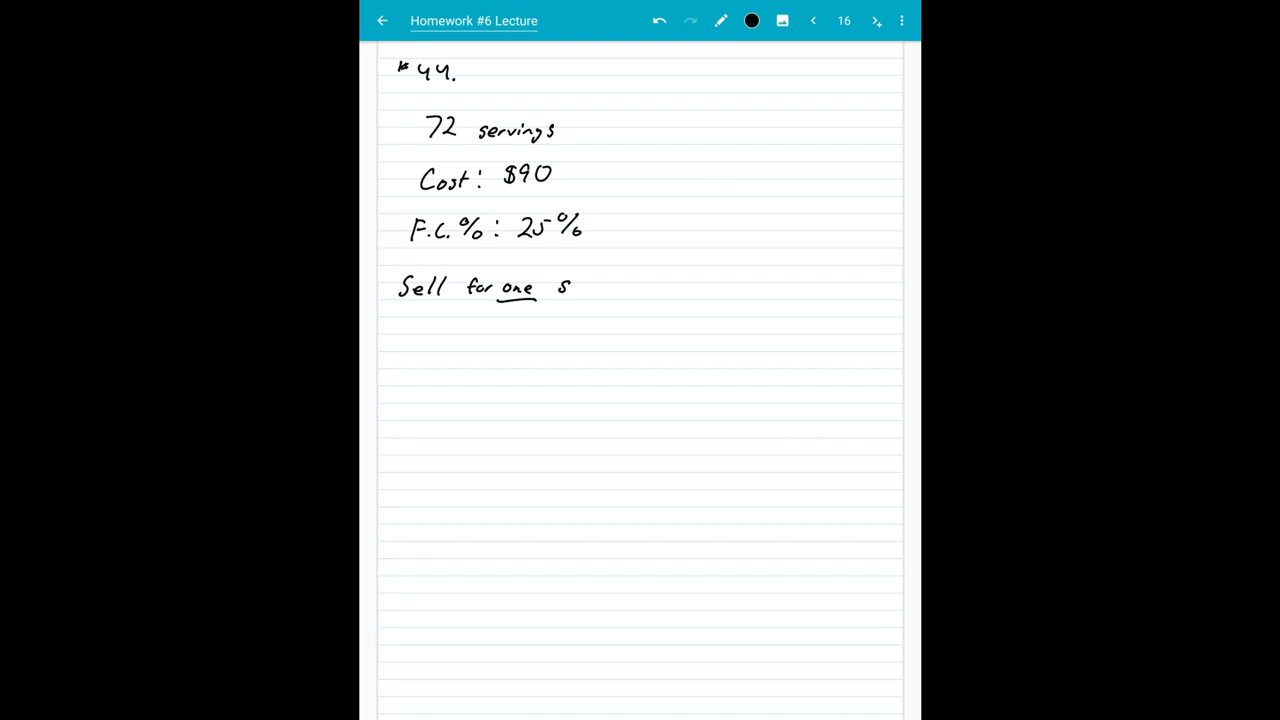 Homework #6 Lecture
16
#44.
72 servings
Cost: $90
F.C.%: 25%
Sell for one s